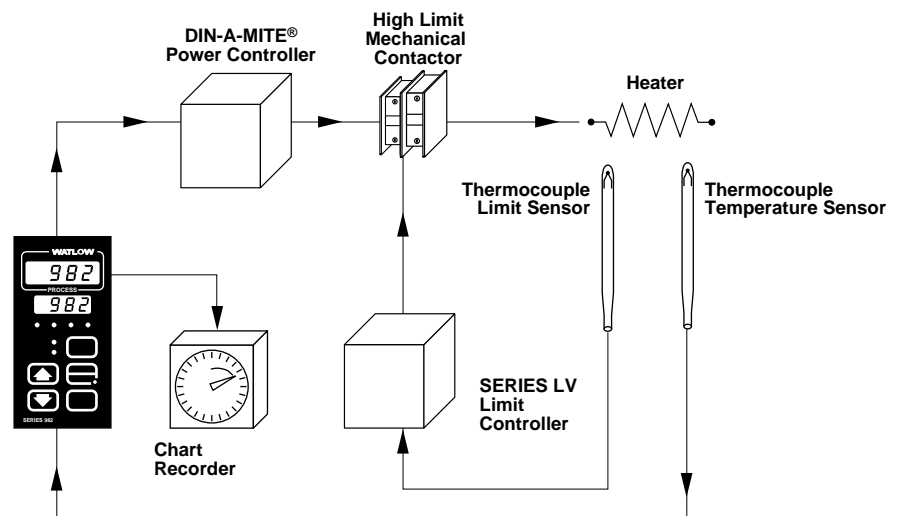 DIN-A-MITE®
Power Controller
High Limit
Mechanical
Contactor
Heater
Thermocouple
Limit Sensor
Thermocouple
Temperature Sensor
WATLOW
982
PROCESS
982
SERIES 982
Chart
Recorder
SERIES LV
Limit
Controller